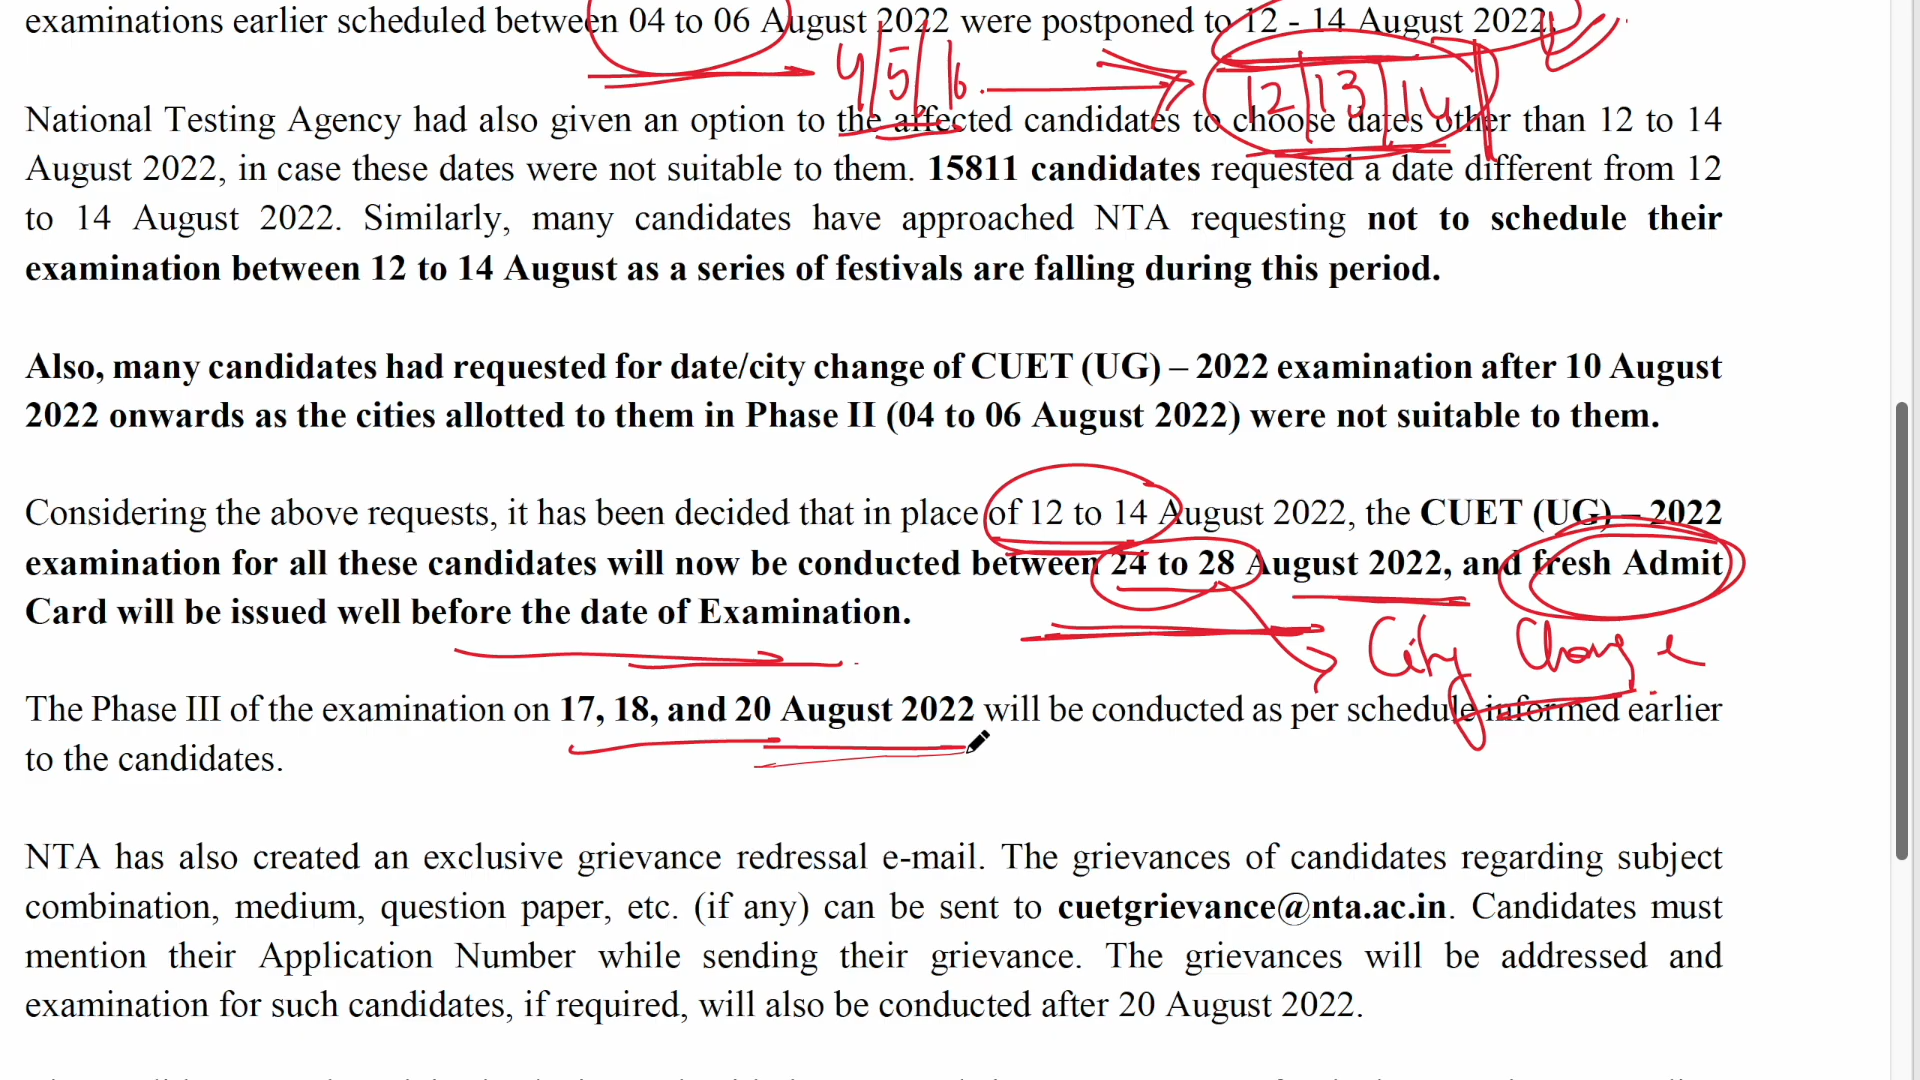 examinations earlier scheduled between 04 to 06 August 2022 were postponed to 12 - 14 August 2022.
4/5/6 12/13/14
National Testing Agency had also given an option to the affected candidates to choose dates other than 12 to 14
August 2022, in case these dates were not suitable to them. 15811 candidates requested a date different from 12
to 14 August 2022. Similarly, many candidates have approached NTA requesting not to schedule their
examination between 12 to 14 August as a series of festivals are falling during this period.
Also, many candidates had requested for date/city change of CUET (UG) – 2022 examination after 10 August
2022 onwards as the cities allotted to them in Phase II (04 to 06 August 2022) were not suitable to them.
Considering the above requests, it has been decided that in place of 12 to 14 August 2022, the CUET (UG) – 2022
examination for all these candidates will now be conducted between 24 to 28 August 2022, and fresh Admit
Card will be issued well before the date of Examination.
City Change
The Phase III of the examination on 17, 18, and 20 August 2022 will be conducted as per schedule informed earlier
to the candidates.
NTA has also created an exclusive grievance redressal e-mail. The grievances of candidates regarding subject
combination, medium, question paper, etc. (if any) can be sent to cuetgrievance@nta.ac.in. Candidates must
mention their Application Number while sending their grievance. The grievances will be addressed and
examination for such candidates, if required, will also be conducted after 20 August 2022.